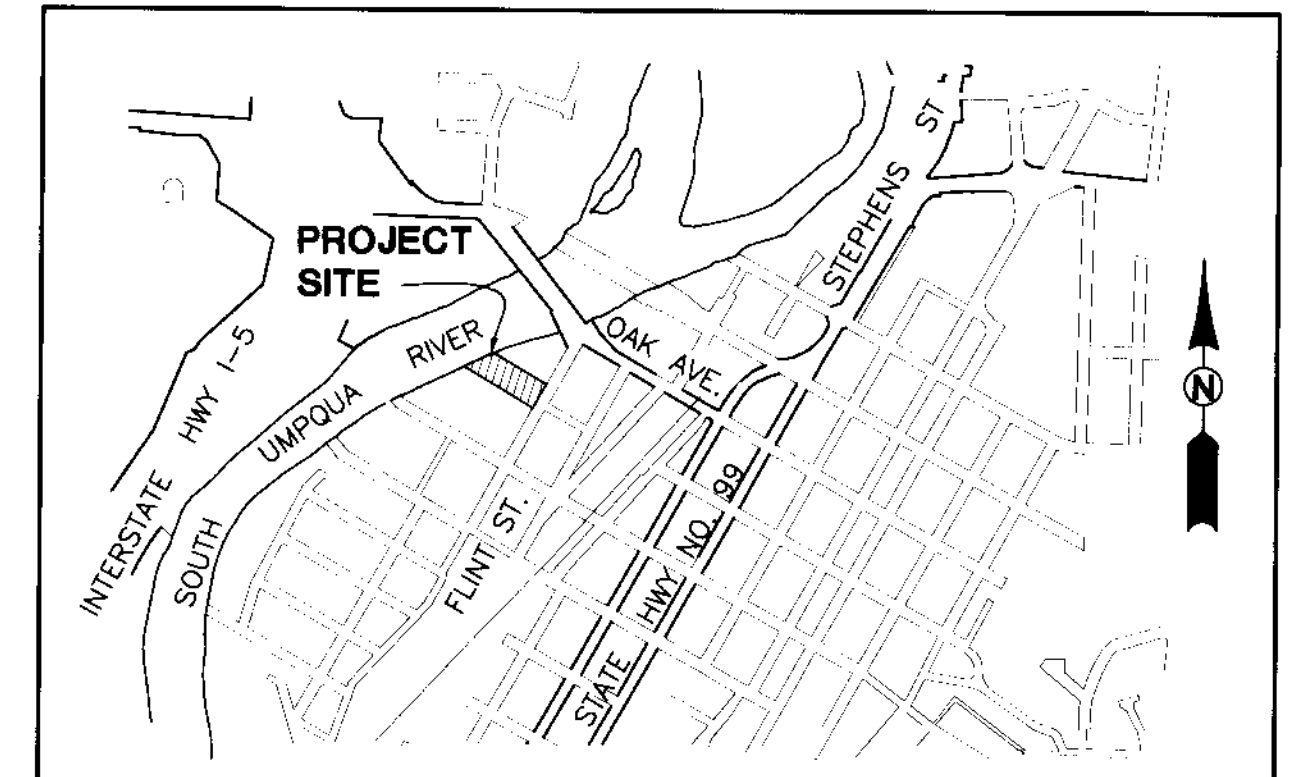 PROJECT
SITE
STEPHENS ST
OAK AVE.
INTERSTATE HWY I-5
SOUTH UMPQUA RIVER
FLINT ST.
STATE HWY NO. 99
N